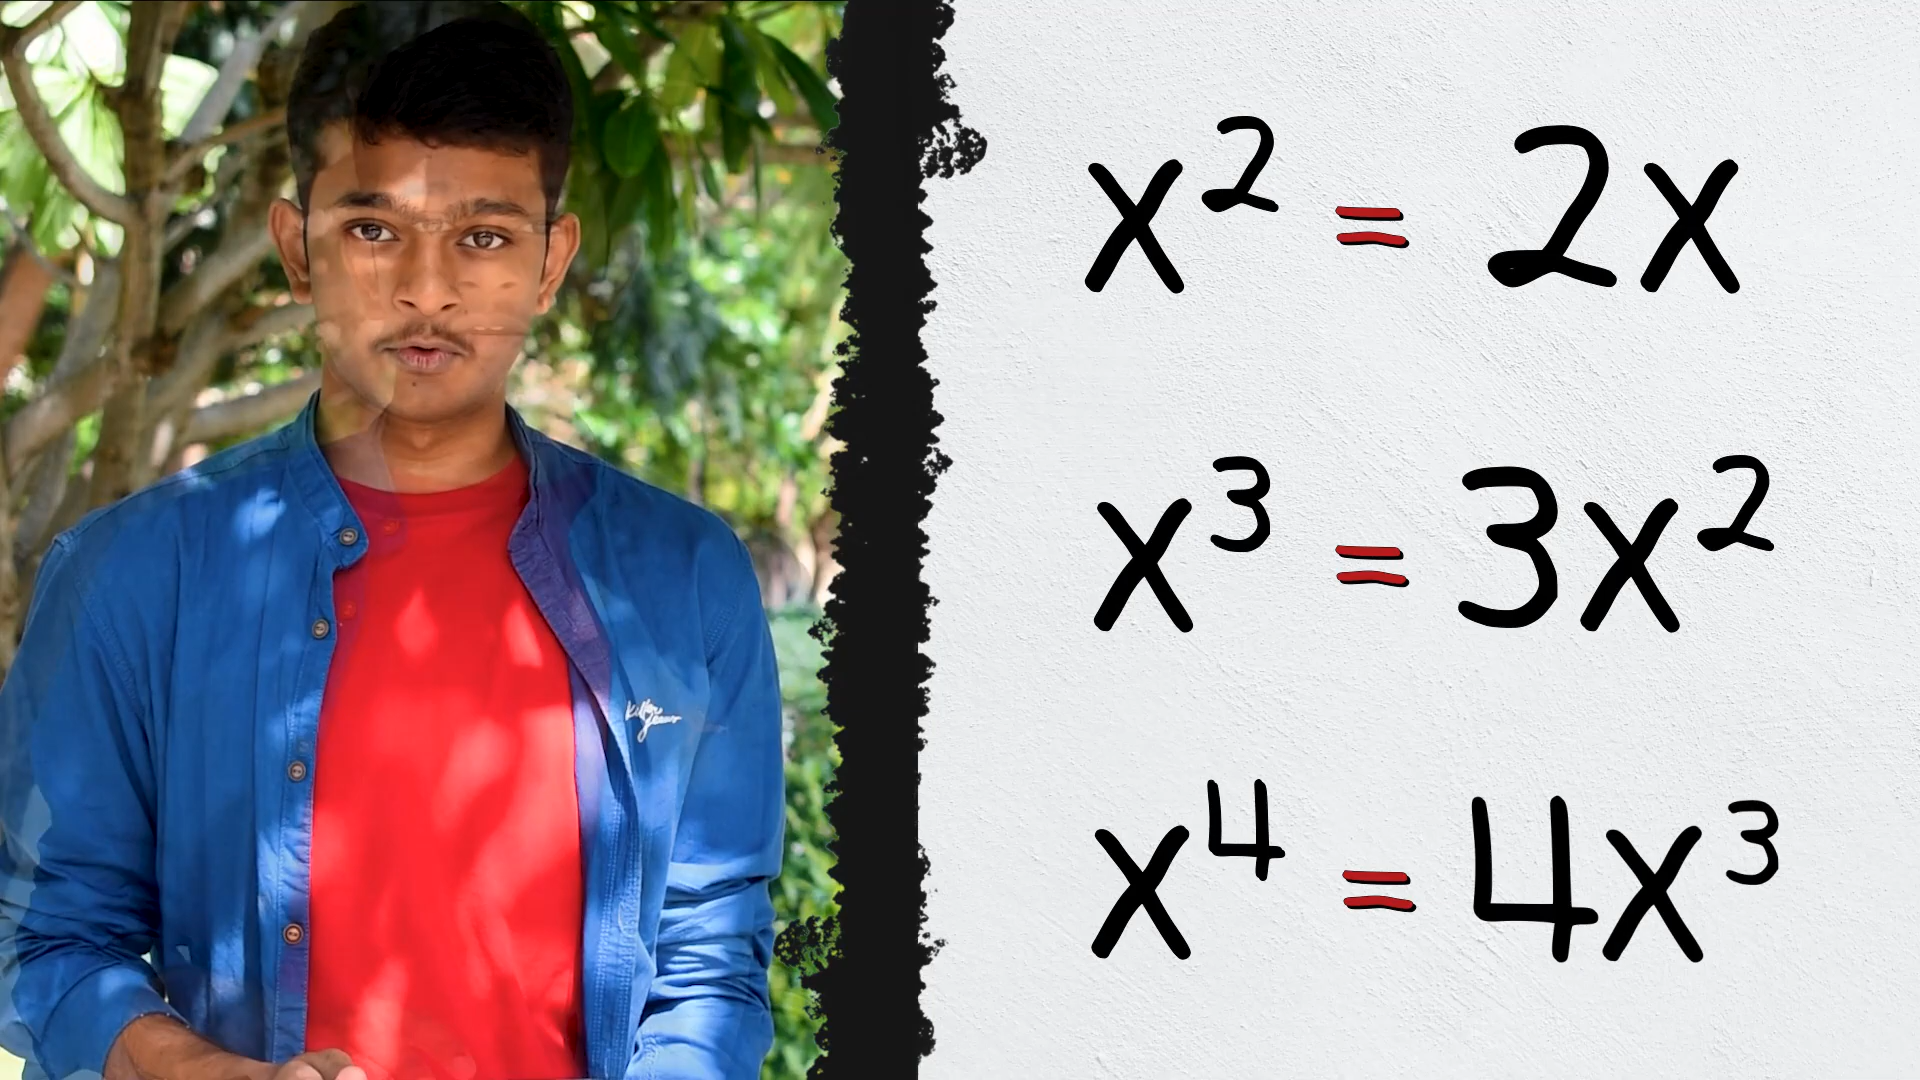 x² = 2x
x³ = 3x²
x⁴ = 4x³